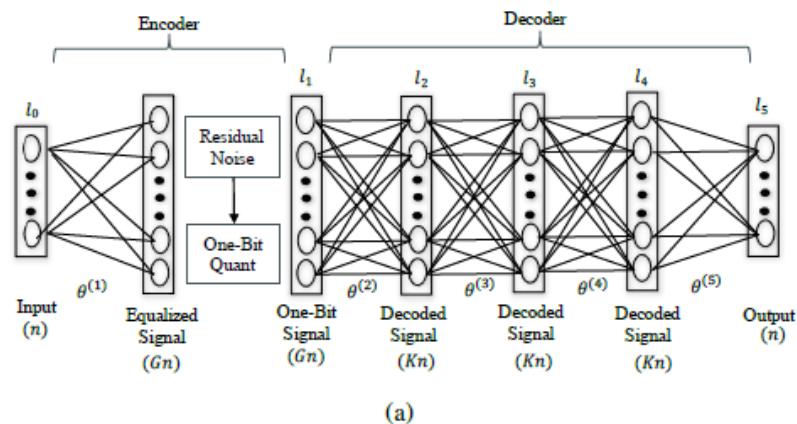 Encoder
Decoder
l₀
l₁
l₂
l₃
l₄
l₅
Residual
Noise
One-Bit
Quant
θ⁽¹⁾
θ⁽²⁾
θ⁽³⁾
θ⁽⁴⁾
θ⁽⁵⁾
Input
(n)
Equalized
Signal
(Gn)
One-Bit
Signal
(Gn)
Decoded
Signal
(Kn)
Decoded
Signal
(Kn)
Decoded
Signal
(Kn)
Output
(n)
(a)